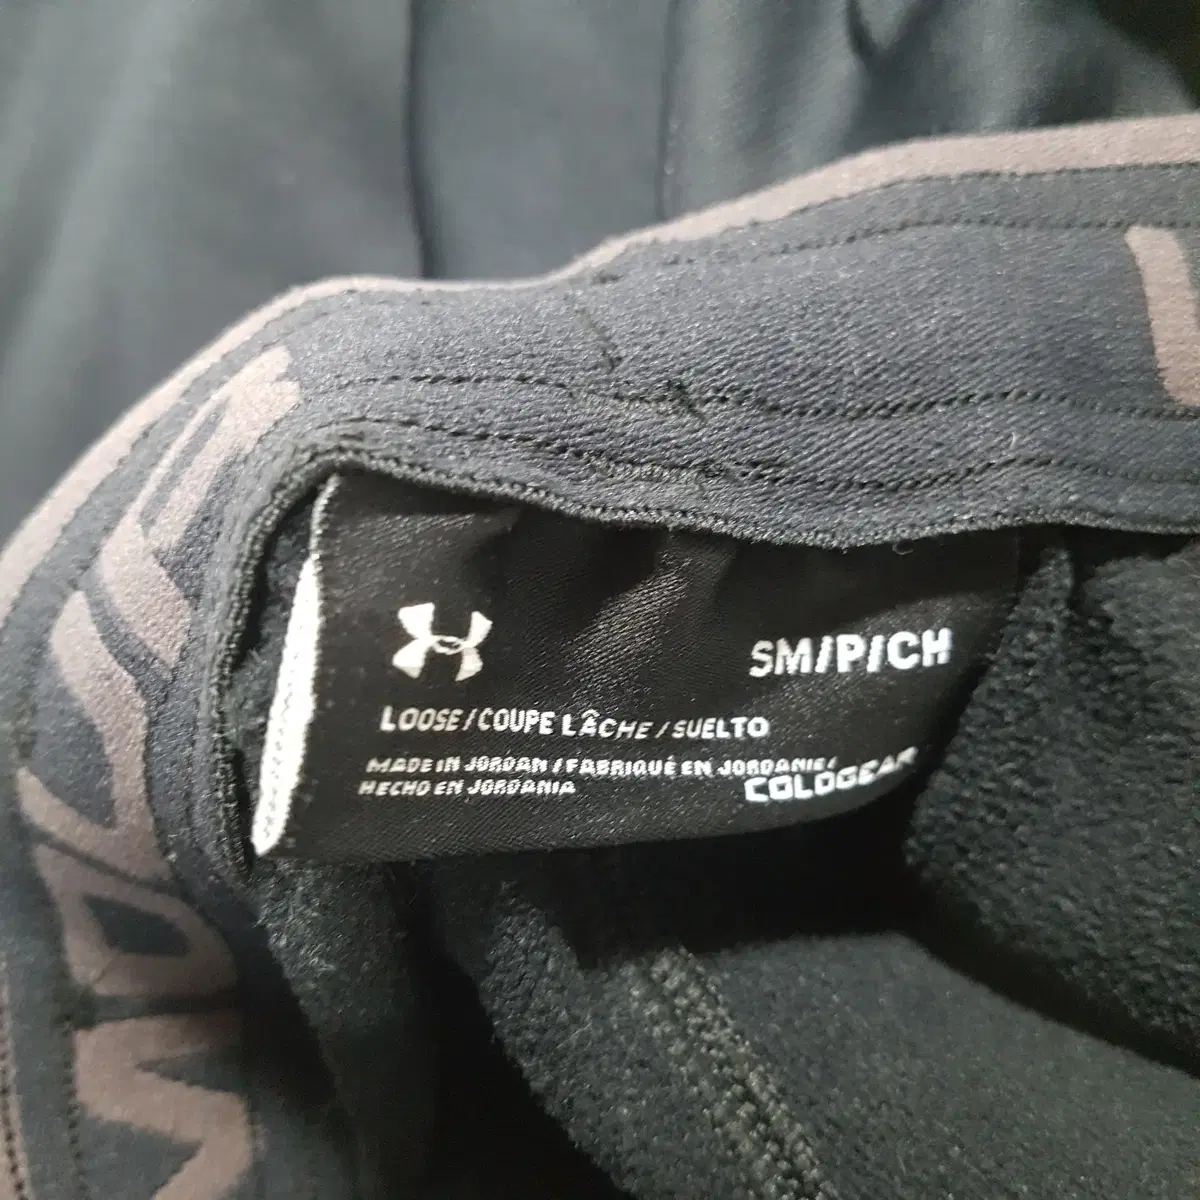 SM/P/CH
LOOSE/COUPE LÂCHE/SUELTO
MADE IN JORDAN/FABRIQUÉ EN JORDANIE/
HECHO EN JORDANIA
COLDGEAR